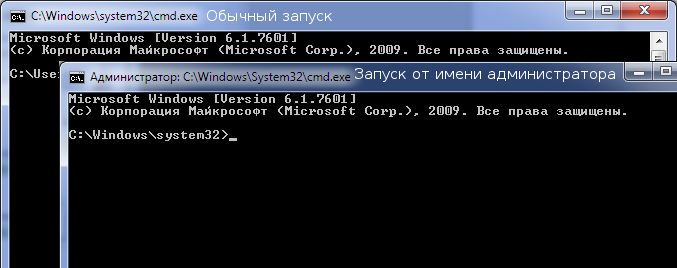 C:\Windows\system32\cmd.exe Обычный запуск
Microsoft Windows [Version 6.1.7601]
(c) Корпорация Майкрософт (Microsoft Corp.), 2009. Все права защищены.
C:\Use
Администратор: C:\Windows\System32\cmd.exe Запуск от имени администратора
Microsoft Windows [Version 6.1.7601]
(c) Корпорация Майкрософт (Microsoft Corp.), 2009. Все права защищены.
C:\Windows\system32>_